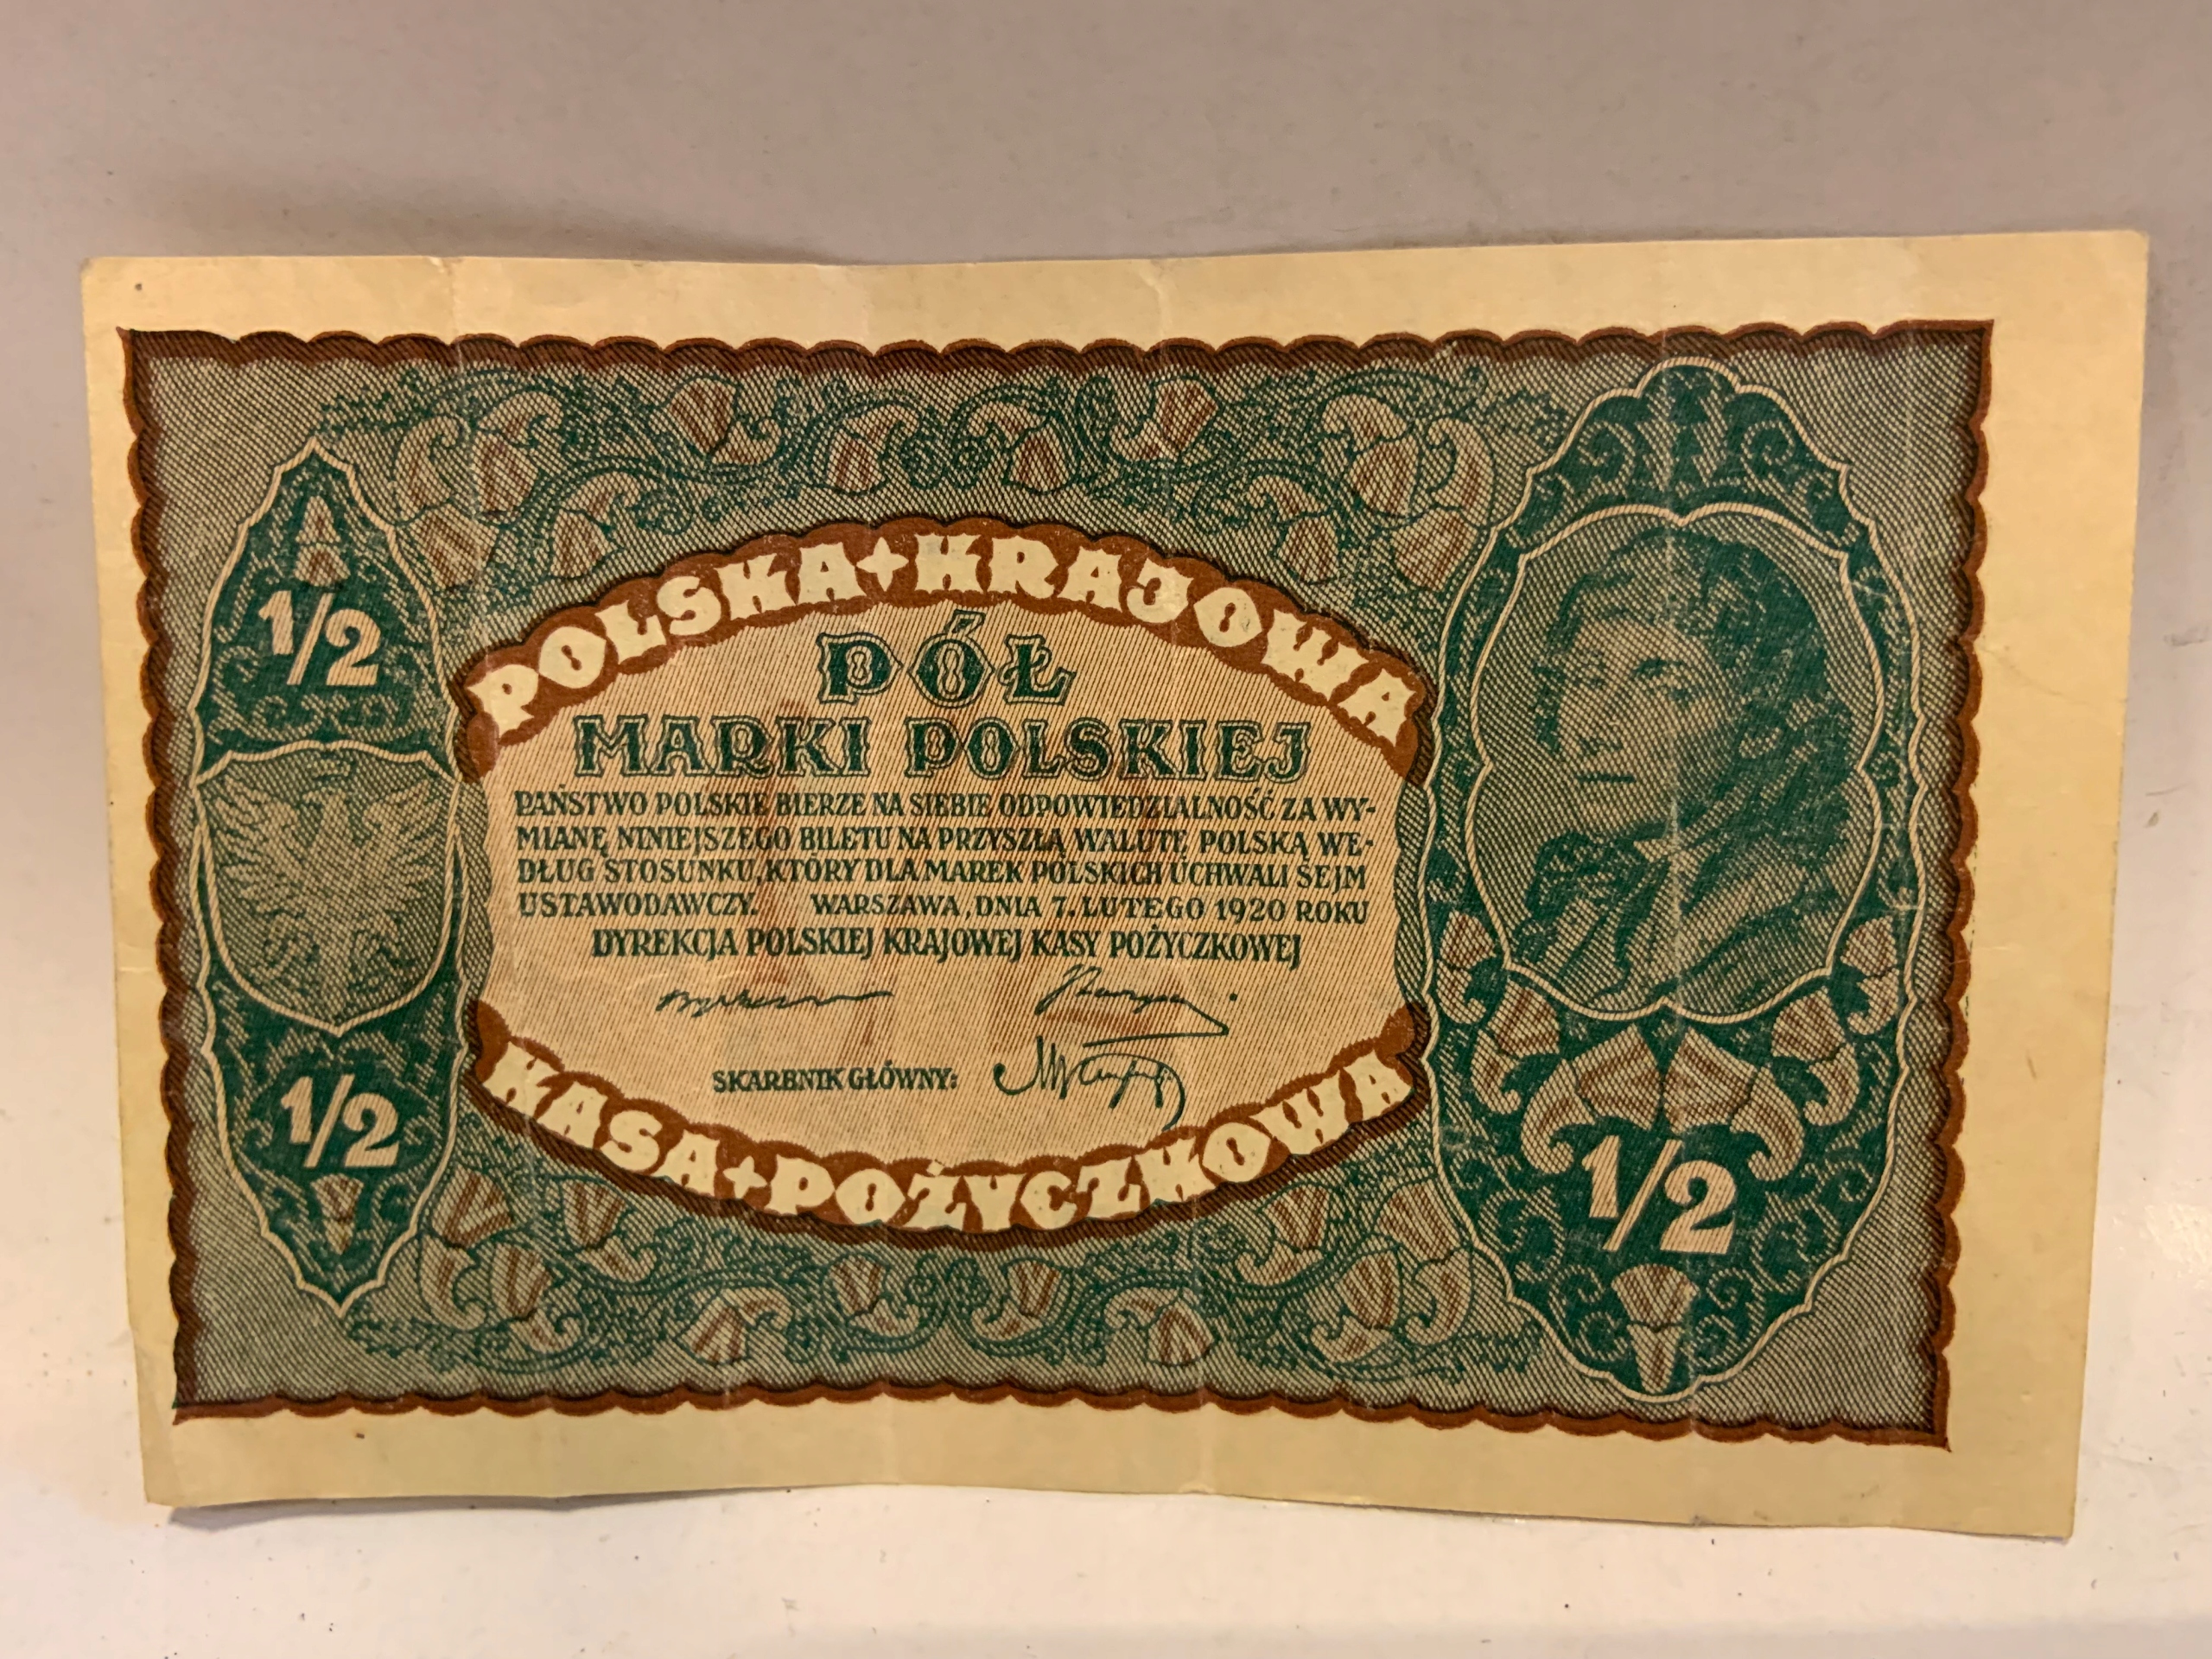 POLSKA + KRAJOWA
PÓŁ
MARKI POLSKIEJ
PAŃSTWO POLSKIE BIERZE NA SIEBIE ODPOWIEDZIALNOŚĆ ZA WY-
MIANĘ NINIEJSZEGO BILETU NA PRZYSZŁĄ WALUTĘ POLSKĄ WE-
DŁUG STOSUNKU, KTÓRY DLA MAREK POLSKICH UCHWALI SEJM
USTAWODAWCZY. WARSZAWA, DNIA 7. LUTEGO 1920 ROKU
DYREKCJA POLSKIEJ KRAJOWEJ KASY POŻYCZKOWEJ
SKARBNIK GŁÓWNY:
KASA + POŻYCZKOWA
1/2
1/2
1/2